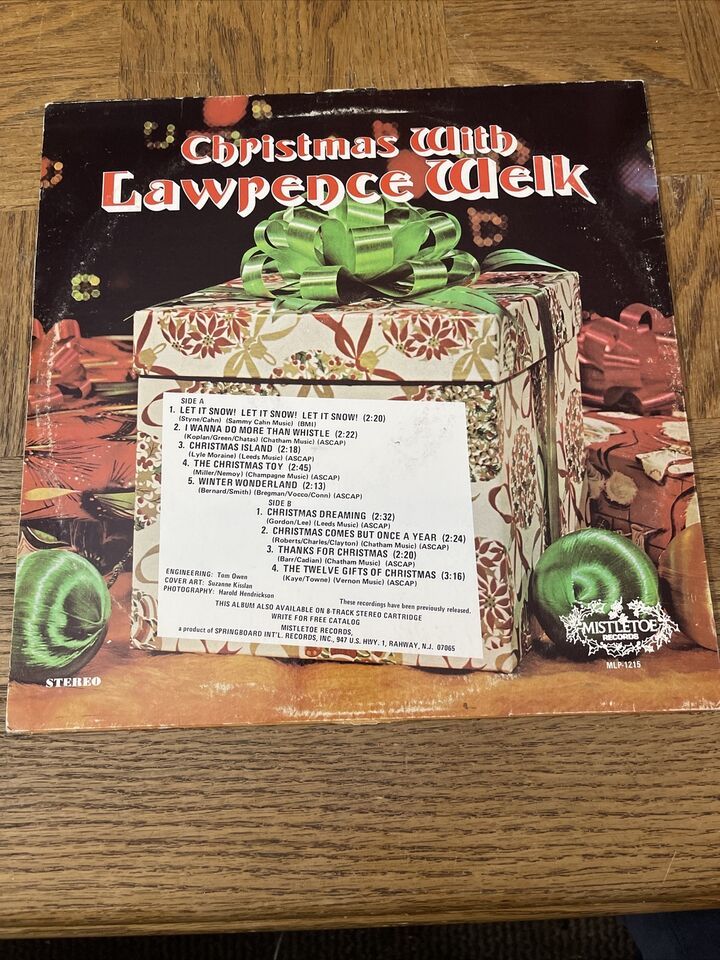 Christmas With
Lawrence Welk
SIDE A
1. LET IT SNOW! LET IT SNOW! LET IT SNOW! (2:20)
(Styne/Cahn) (Sammy Cahn Music) (BMI)
2. I WANNA DO MORE THAN WHISTLE (2:22)
(Koplan/Green/Chatas) (Chatham Music) (ASCAP)
3. CHRISTMAS ISLAND (2:18)
(Lyle Moraine) (Leeds Music) (ASCAP)
4. THE CHRISTMAS TOY (2:45)
(Miller/Nemoy) (Champagne Music) (ASCAP)
5. WINTER WONDERLAND (2:13)
(Bernard/Smith) (Bregman/Vocco/Conn) (ASCAP)
SIDE B
1. CHRISTMAS DREAMING (2:32)
(Gordon/Lee) (Leeds Music) (ASCAP)
2. CHRISTMAS COMES BUT ONCE A YEAR (2:24)
(Roberts/Charles/Clayton) (Chatham Music) (ASCAP)
3. THANKS FOR CHRISTMAS (2:20)
(Barr/Cadian) (Chatham Music) (ASCAP)
4. THE TWELVE GIFTS OF CHRISTMAS (3:16)
(Kaye/Towne) (Vernon Music) (ASCAP)
ENGINEERING: Tom Owen
COVER ART: Suzanne Kisslan
PHOTOGRAPHY: Harold Hendrickson
These recordings have been previously released.
THIS ALBUM ALSO AVAILABLE ON 8-TRACK STEREO CARTRIDGE
WRITE FOR FREE CATALOG
MISTLETOE RECORDS,
a product of SPRINGBOARD INT'L. RECORDS, INC., 947 U.S. HWY. 1, RAHWAY, N.J. 07065
MISTLETOE
RECORDS
MLP-1215
STEREO